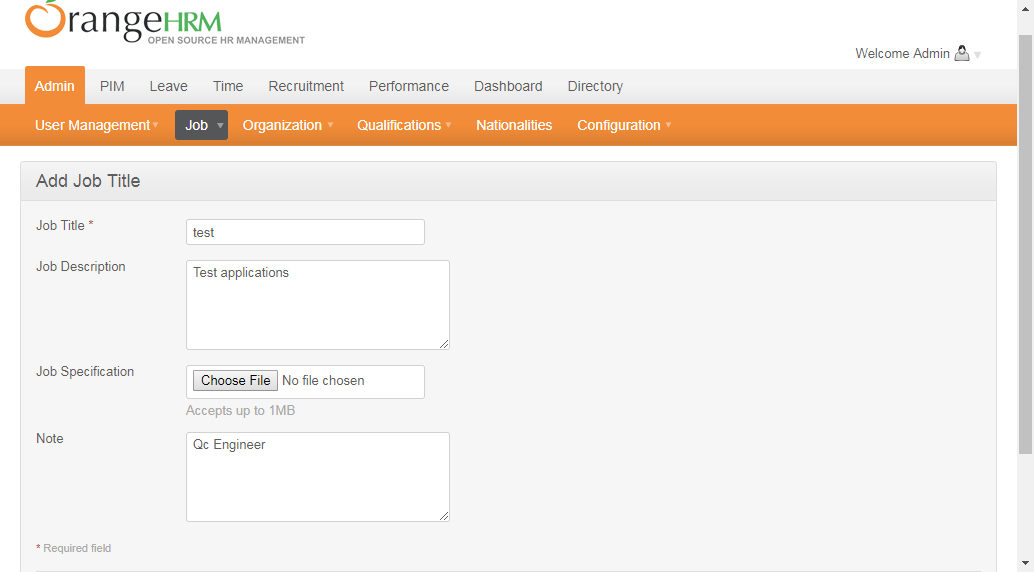 OrangeHRM
OPEN SOURCE HR MANAGEMENT
Welcome Admin
Admin PIM Leave Time Recruitment Performance Dashboard Directory
User Management Job Organization Qualifications Nationalities Configuration
Add Job Title
Job Title * test
Job Description Test applications
Job Specification Choose File No file chosen
Accepts up to 1MB
Note Qc Engineer
* Required field